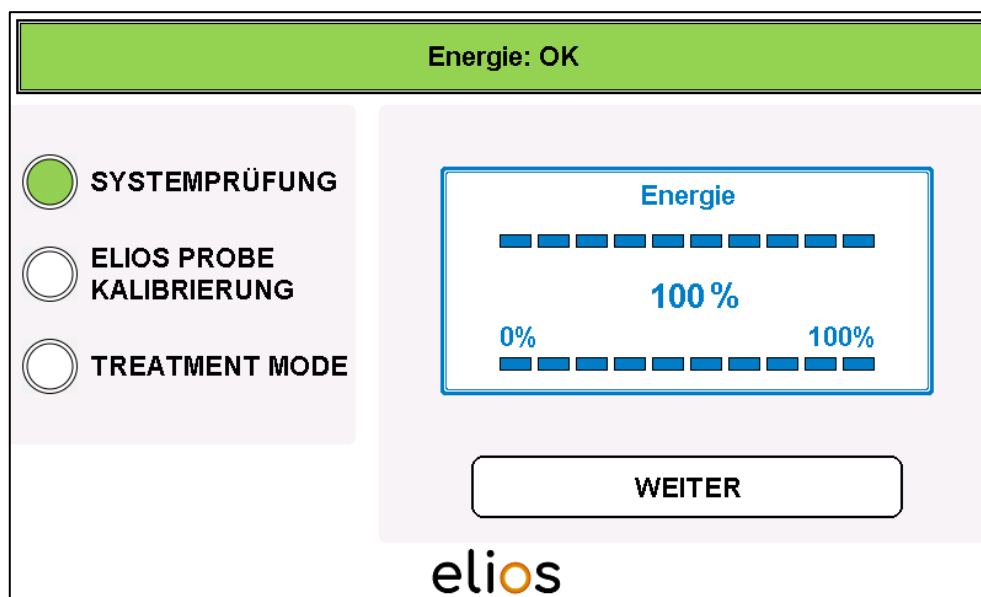 Energie: OK
SYSTEMPRÜFUNG
ELIOS PROBE
KALIBRIERUNG
TREATMENT MODE
Energie
100 %
0% 100%
WEITER
elios